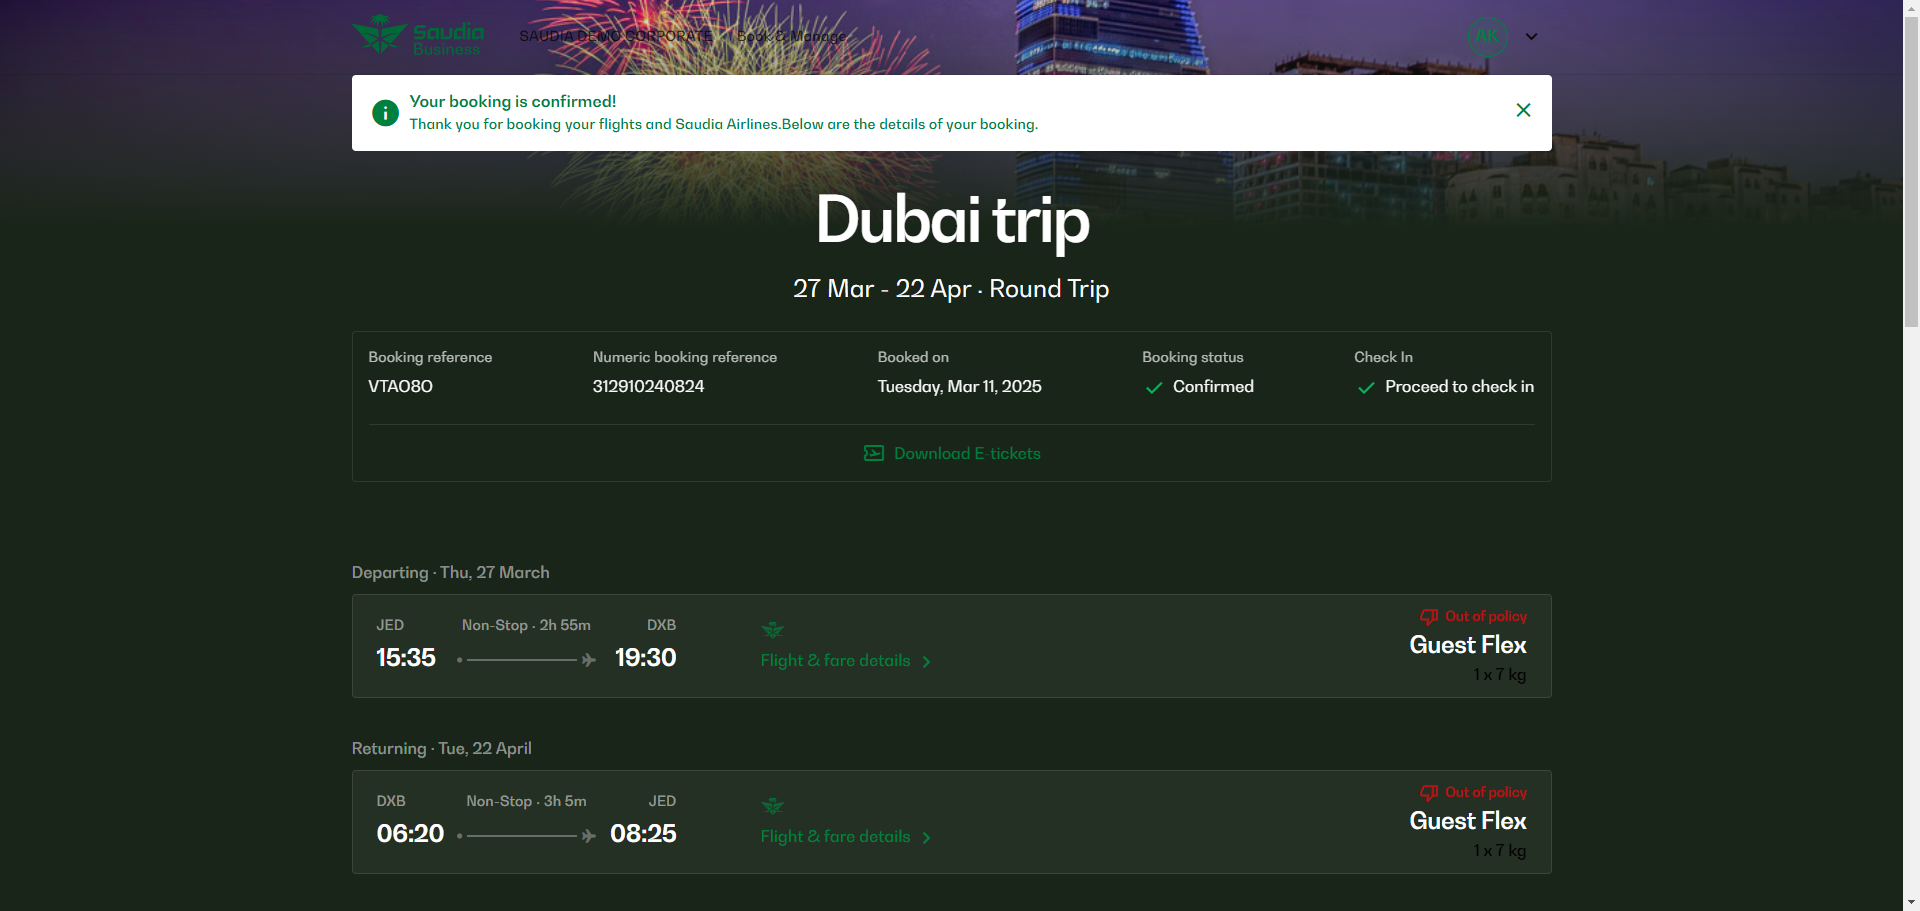 Saudia
Business
SAUDIA DEMO CORPORATE
Book & Manage
AK
Your booking is confirmed!
Thank you for booking your flights and Saudia Airlines.Below are the details of your booking.
Dubai trip
27 Mar - 22 Apr · Round Trip
Booking reference
VTAO8O
Numeric booking reference
312910240824
Booked on
Tuesday, Mar 11, 2025
Booking status
Confirmed
Check In
Proceed to check in
Download E-tickets
Departing · Thu, 27 March
JED
Non-Stop · 2h 55m
DXB
15:35
19:30
Flight & fare details
Out of policy
Guest Flex
1 x 7 kg
Returning · Tue, 22 April
DXB
Non-Stop · 3h 5m
JED
06:20
08:25
Flight & fare details
Out of policy
Guest Flex
1 x 7 kg